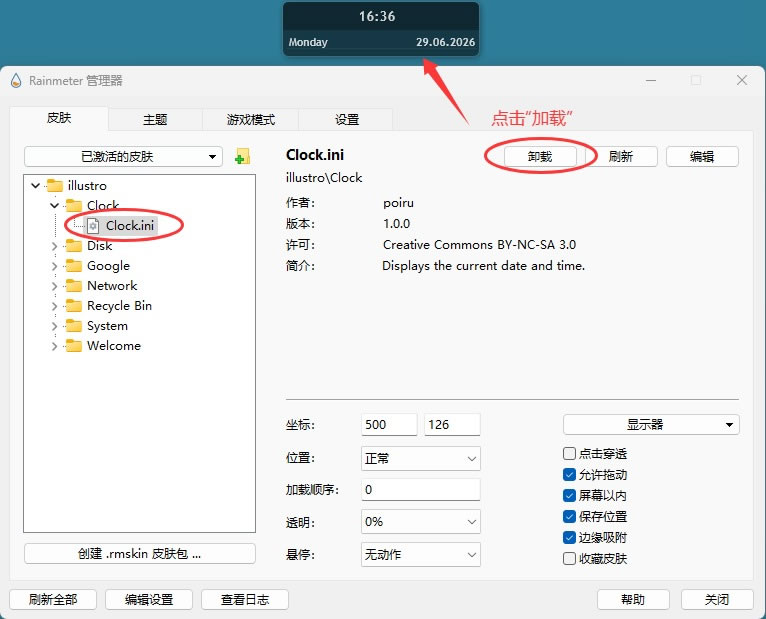 16:36
Monday 29.06.2026
Rainmeter 管理器
皮肤 主题 游戏模式 设置
点击“加载”
已激活的皮肤
Clock.ini
卸载 刷新 编辑
illustro\Clock
作者: poiru
版本: 1.0.0
许可: Creative Commons BY-NC-SA 3.0
简介: Displays the current date and time.
illustro
Clock
Clock.ini
Disk
Google
Network
Recycle Bin
System
Welcome
坐标: 500 126
位置: 正常
加载顺序: 0
透明: 0%
悬停: 无动作
显示器
点击穿透
允许拖动
屏幕以内
保存位置
边缘吸附
收藏皮肤
创建 .rmskin 皮肤包 ...
刷新全部 编辑设置 查看日志 帮助 关闭